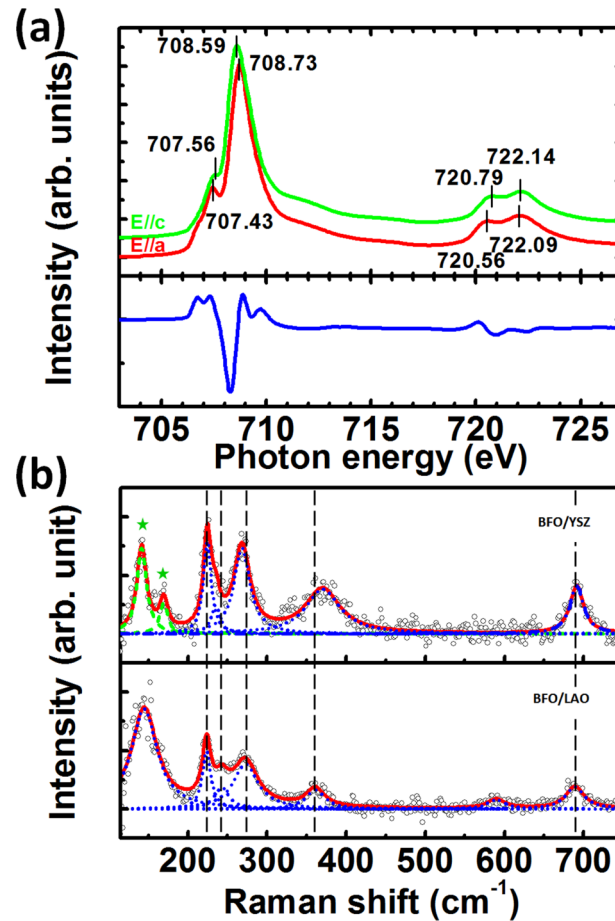 (a)
708.59
708.73
707.56
707.43
720.79
722.14
720.56
722.09
E//c
E//a
Intensity (arb. units)
705 710 715 720 725
Photon energy (eV)
(b)
★
★
BFO/YSZ
BFO/LAO
Intensity (arb. unit)
200 300 400 500 600 700
Raman shift (cm⁻¹)